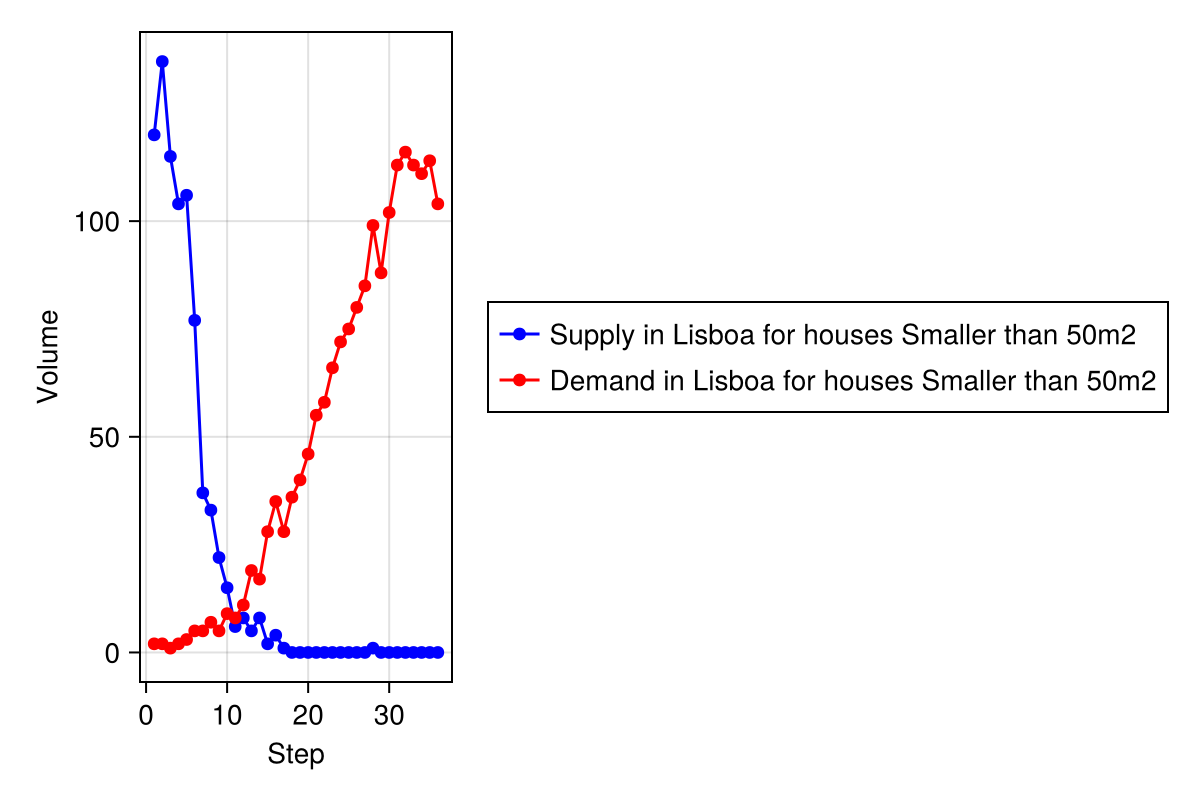 Volume
100
50
0
0 10 20 30
Step
Supply in Lisboa for houses Smaller than 50m2
Demand in Lisboa for houses Smaller than 50m2